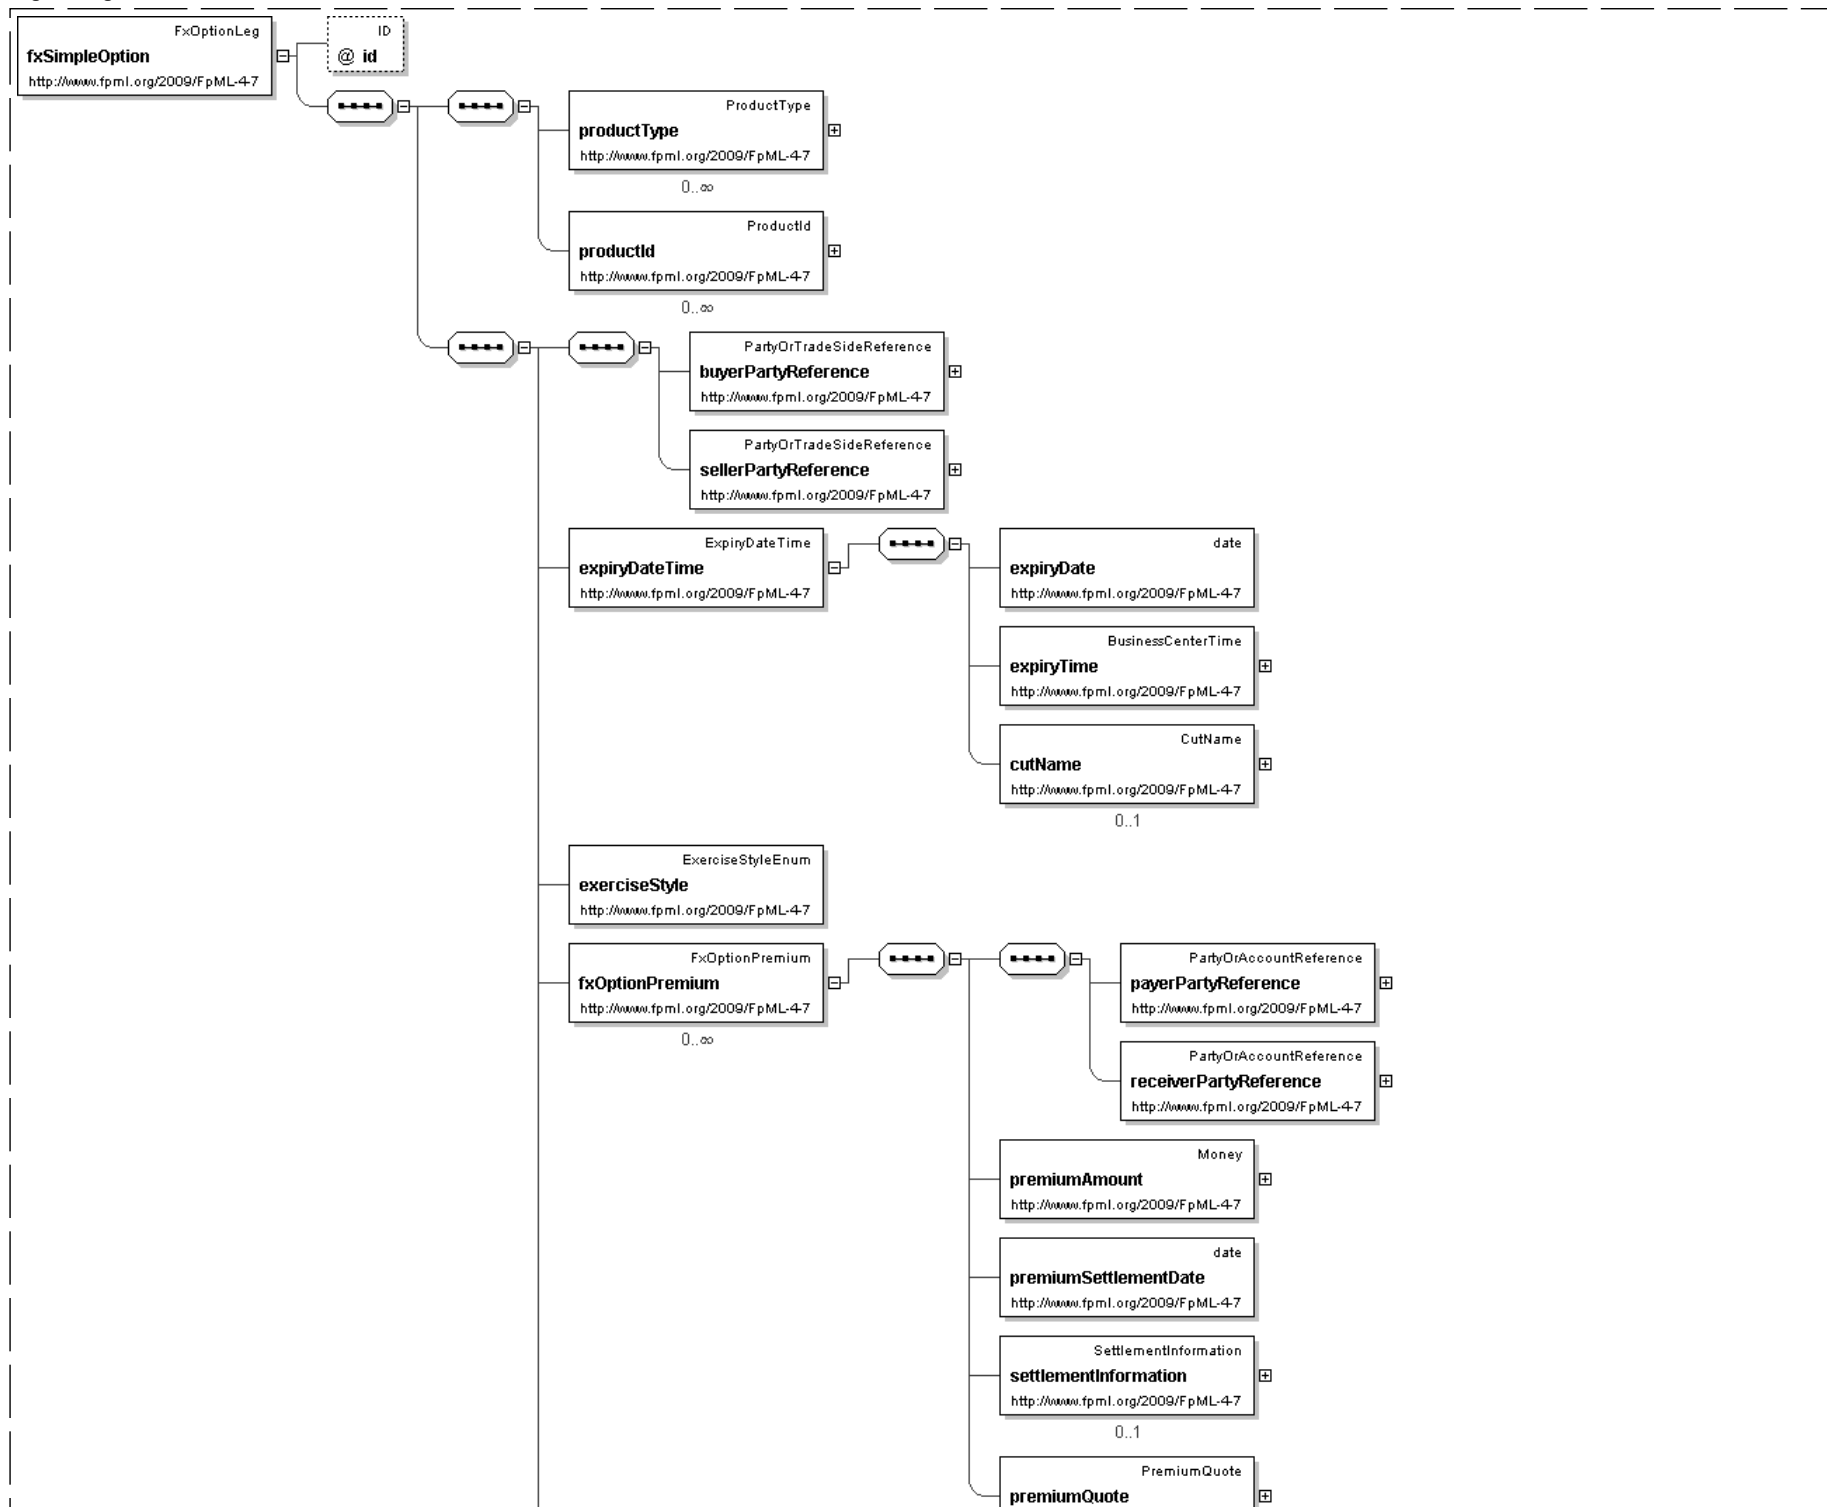 FxOptionLeg
fxSimpleOption
http://www.fpml.org/2009/FpML-4-7
ID
@ id
ProductType
productType
http://www.fpml.org/2009/FpML-4-7
0..∞
ProductId
productId
http://www.fpml.org/2009/FpML-4-7
0..∞
PartyOrTradeSideReference
buyerPartyReference
http://www.fpml.org/2009/FpML-4-7
PartyOrTradeSideReference
sellerPartyReference
http://www.fpml.org/2009/FpML-4-7
ExpiryDateTime
expiryDateTime
http://www.fpml.org/2009/FpML-4-7
date
expiryDate
http://www.fpml.org/2009/FpML-4-7
BusinessCenterTime
expiryTime
http://www.fpml.org/2009/FpML-4-7
CutName
cutName
http://www.fpml.org/2009/FpML-4-7
0..1
ExerciseStyleEnum
exerciseStyle
http://www.fpml.org/2009/FpML-4-7
FxOptionPremium
fxOptionPremium
http://www.fpml.org/2009/FpML-4-7
0..∞
PartyOrAccountReference
payerPartyReference
http://www.fpml.org/2009/FpML-4-7
PartyOrAccountReference
receiverPartyReference
http://www.fpml.org/2009/FpML-4-7
Money
premiumAmount
http://www.fpml.org/2009/FpML-4-7
date
premiumSettlementDate
http://www.fpml.org/2009/FpML-4-7
SettlementInformation
settlementInformation
http://www.fpml.org/2009/FpML-4-7
0..1
PremiumQuote
premiumQuote